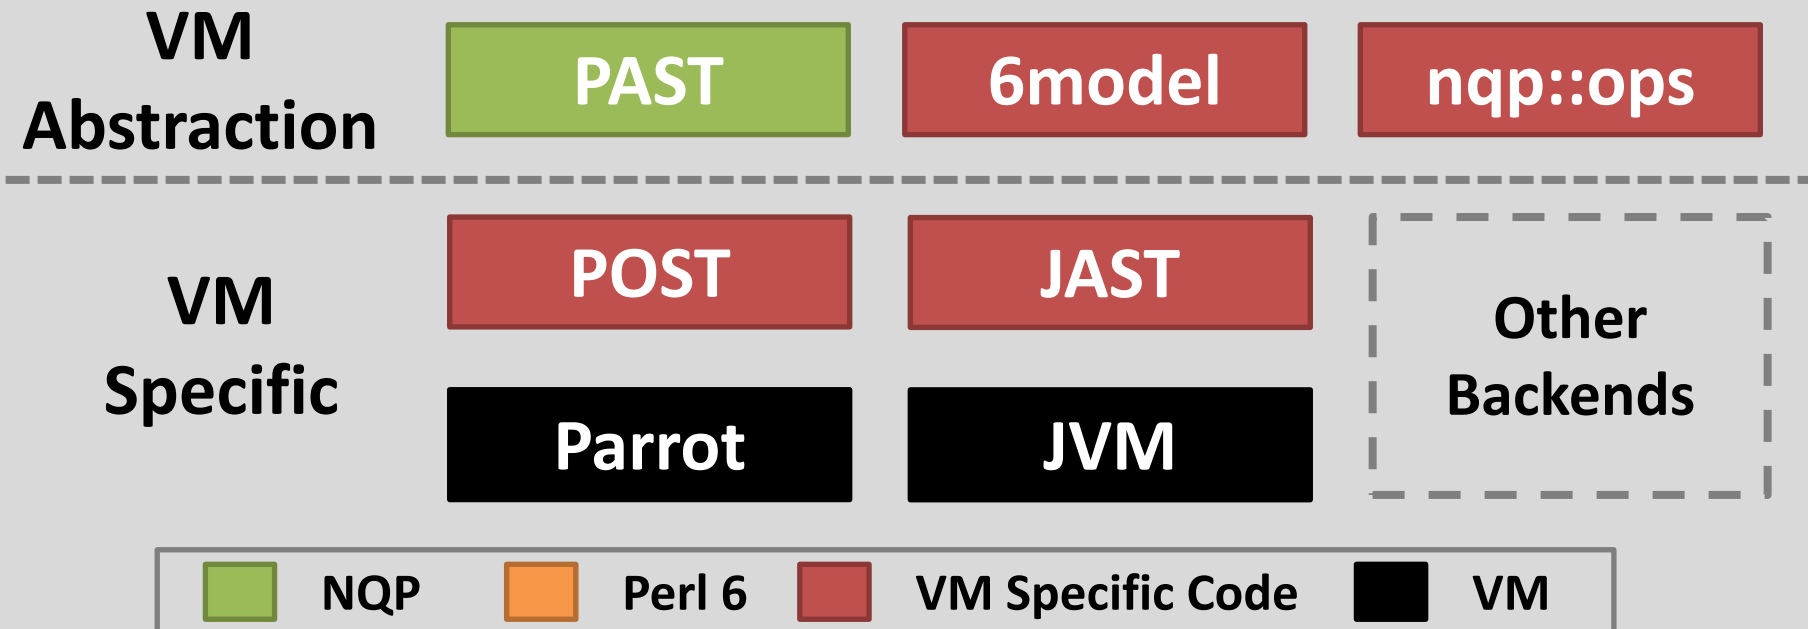 VM
Abstraction
PAST
6model
nqp::ops
VM
Specific
POST
JAST
Other
Backends
Parrot
JVM
NQP
Perl 6
VM Specific Code
VM